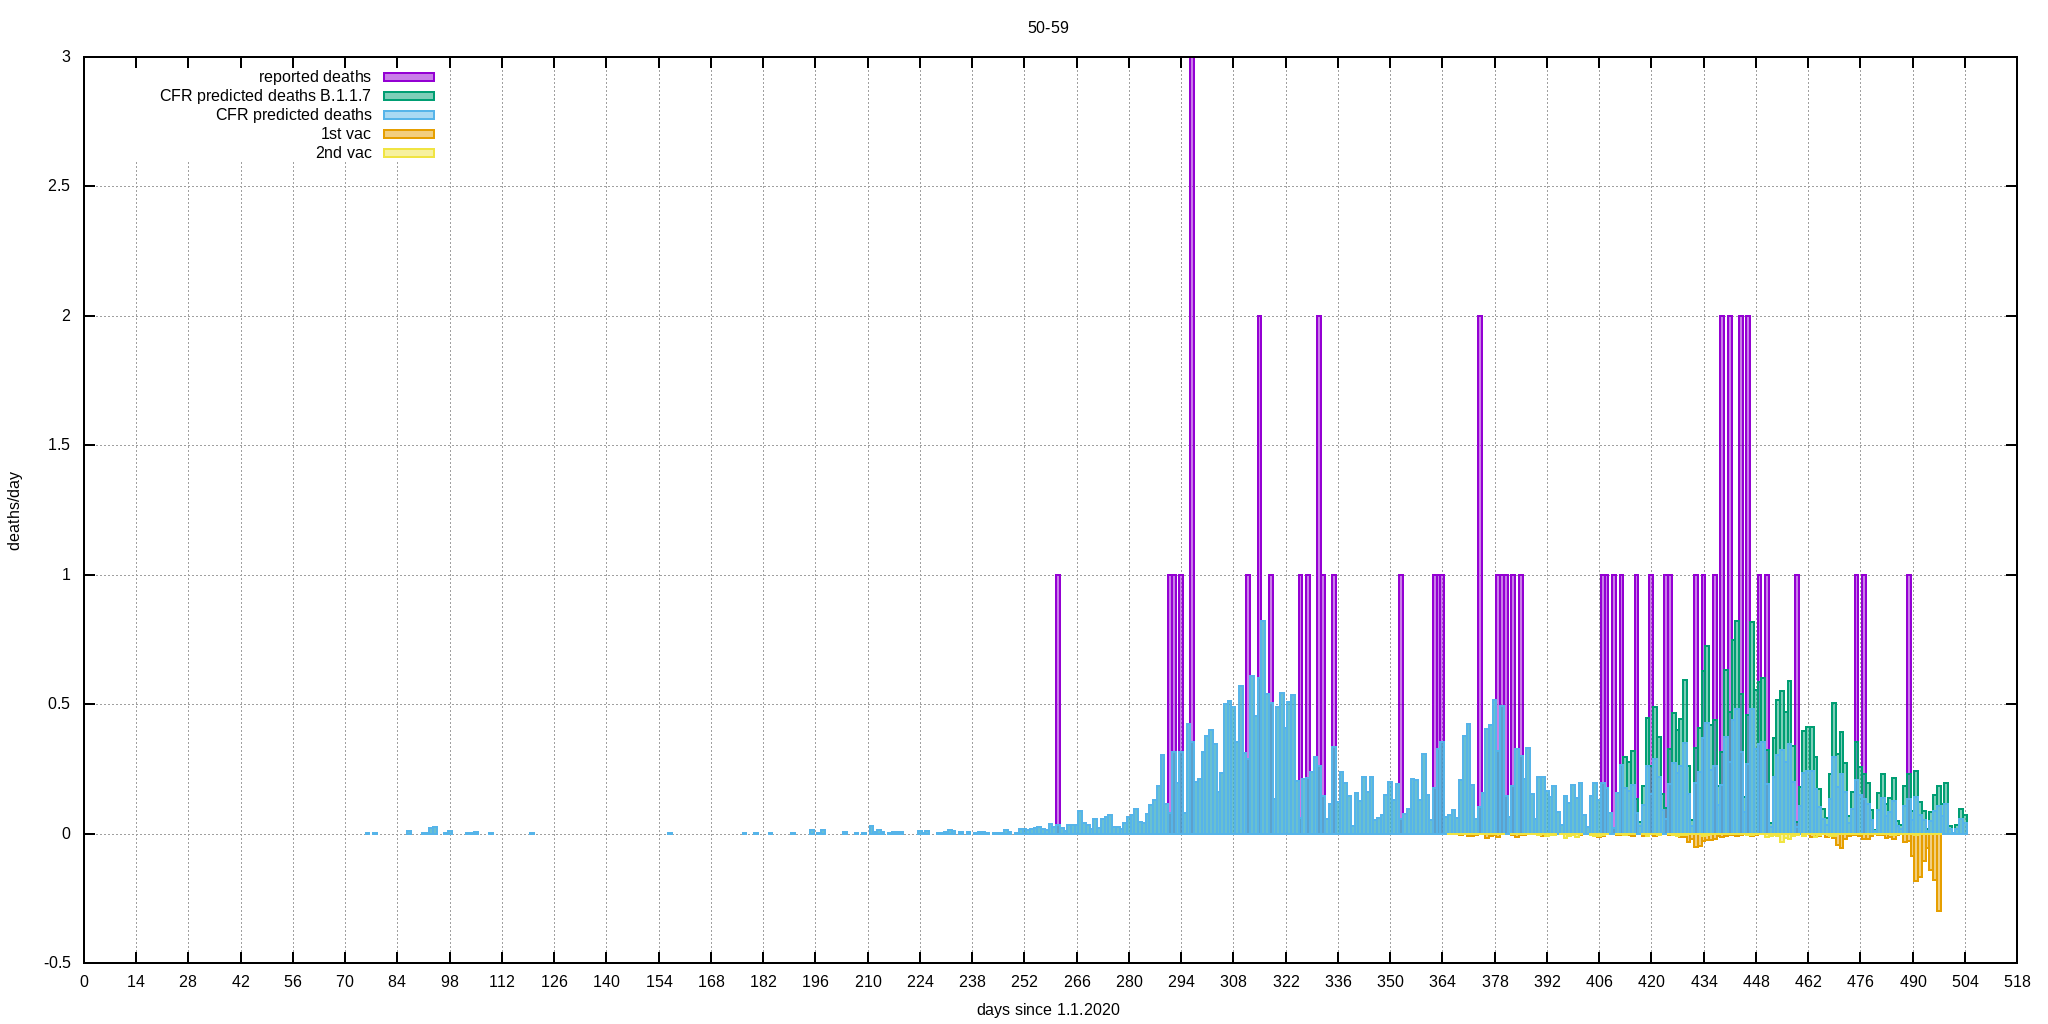 50-59
reported deaths
CFR predicted deaths B.1.1.7
CFR predicted deaths
1st vac
2nd vac
3
2.5
2
1.5
1
0.5
0
-0.5
deaths/day
0 14 28 42 56 70 84 98 112 126 140 154 168 182 196 210 224 238 252 266 280 294 308 322 336 350 364 378 392 406 420 434 448 462 476 490 504 518
days since 1.1.2020